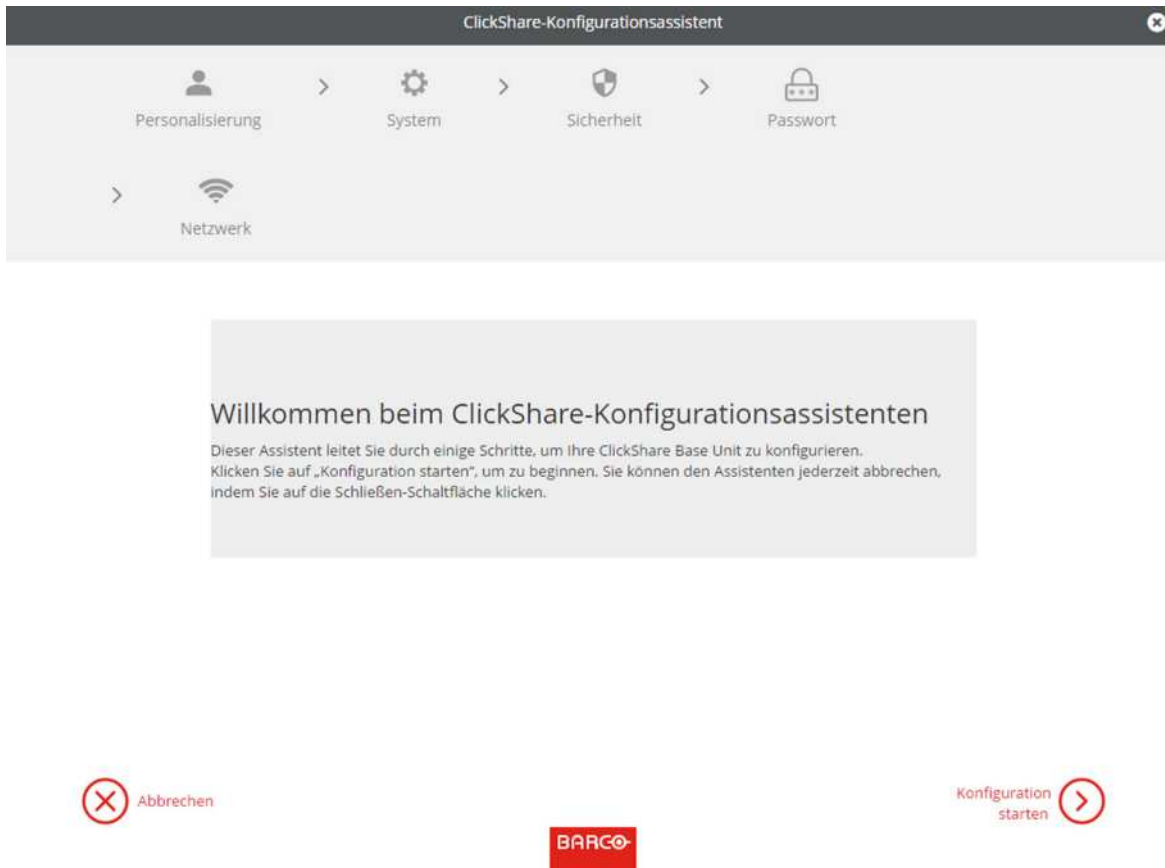 ClickShare-Konfigurationsassistent
Personalisierung
System
Sicherheit
Passwort
Netzwerk
Willkommen beim ClickShare-Konfigurationsassistenten
Dieser Assistent leitet Sie durch einige Schritte, um Ihre ClickShare Base Unit zu konfigurieren.
Klicken Sie auf „Konfiguration starten“, um zu beginnen. Sie können den Assistenten jederzeit abbrechen,
indem Sie auf die Schließen-Schaltfläche klicken.
Abbrechen
Konfiguration
starten
BARCO